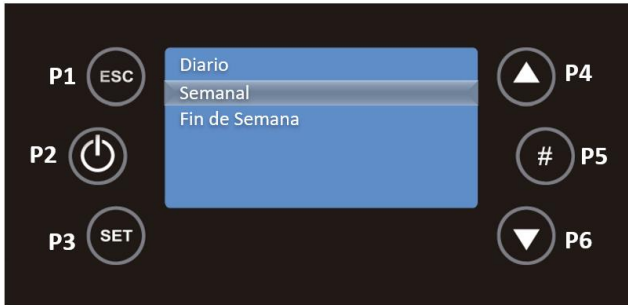 P1 ESC
Diario
Semanal
Fin de Semana
P4
P2
# P5
P3 SET
P6